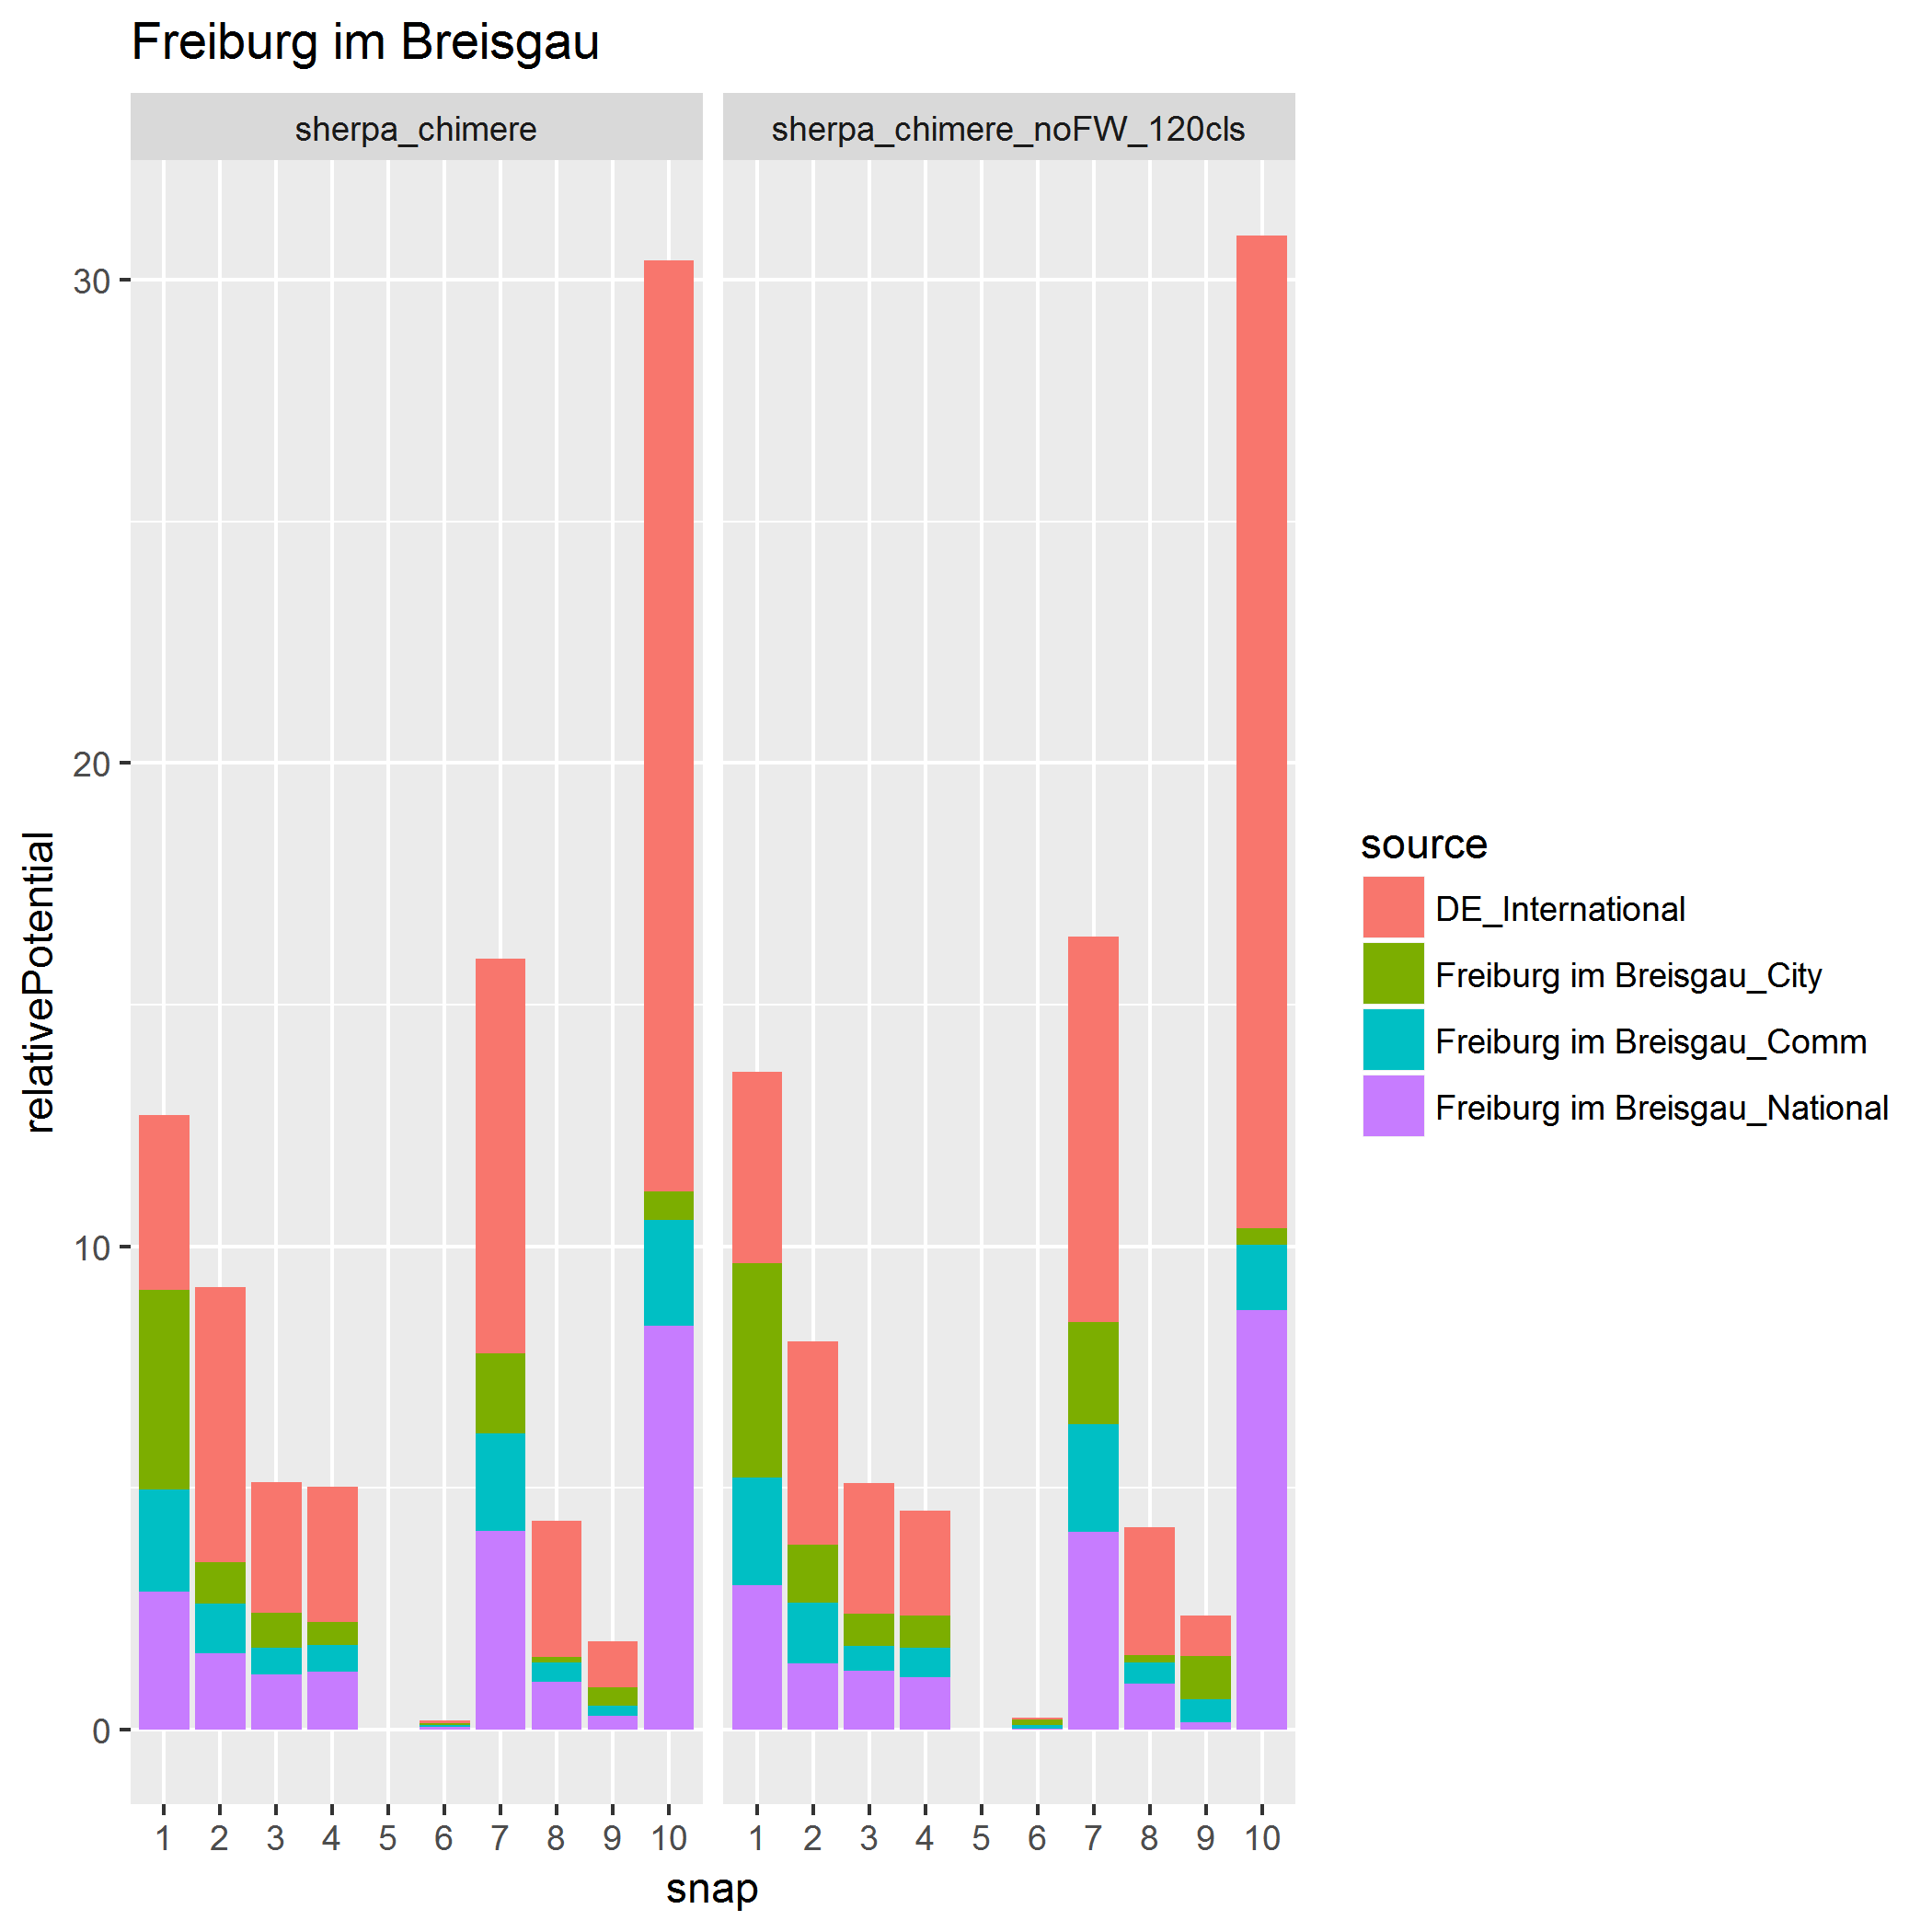 Freiburg im Breisgau
sherpa_chimere
sherpa_chimere_noFW_120cls
30
20
10
0
relativePotential
1 2 3 4 5 6 7 8 9 10
1 2 3 4 5 6 7 8 9 10
snap
source
DE_International
Freiburg im Breisgau_City
Freiburg im Breisgau_Comm
Freiburg im Breisgau_National